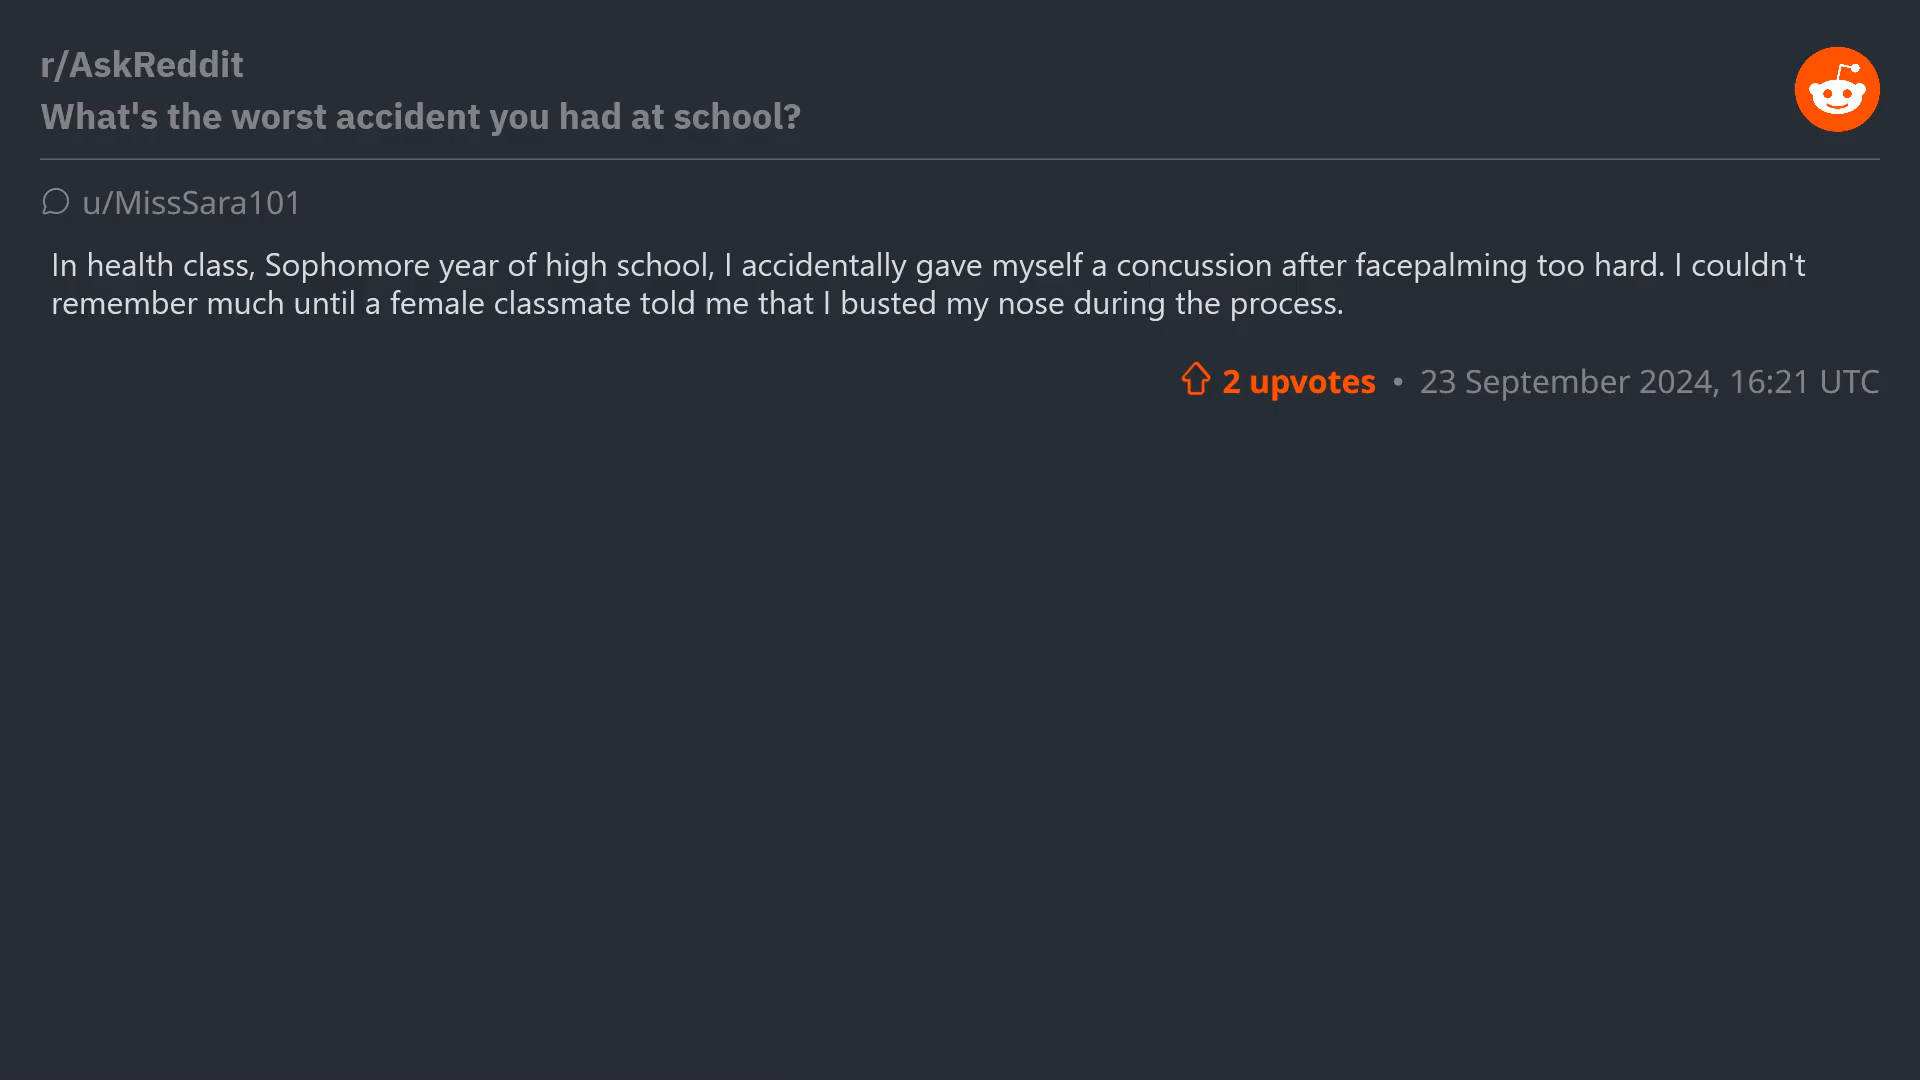 r/AskReddit
What's the worst accident you had at school?
u/MissSara101
In health class, Sophomore year of high school, I accidentally gave myself a concussion after facepalming too hard. I couldn't
remember much until a female classmate told me that I busted my nose during the process.
2 upvotes • 23 September 2024, 16:21 UTC